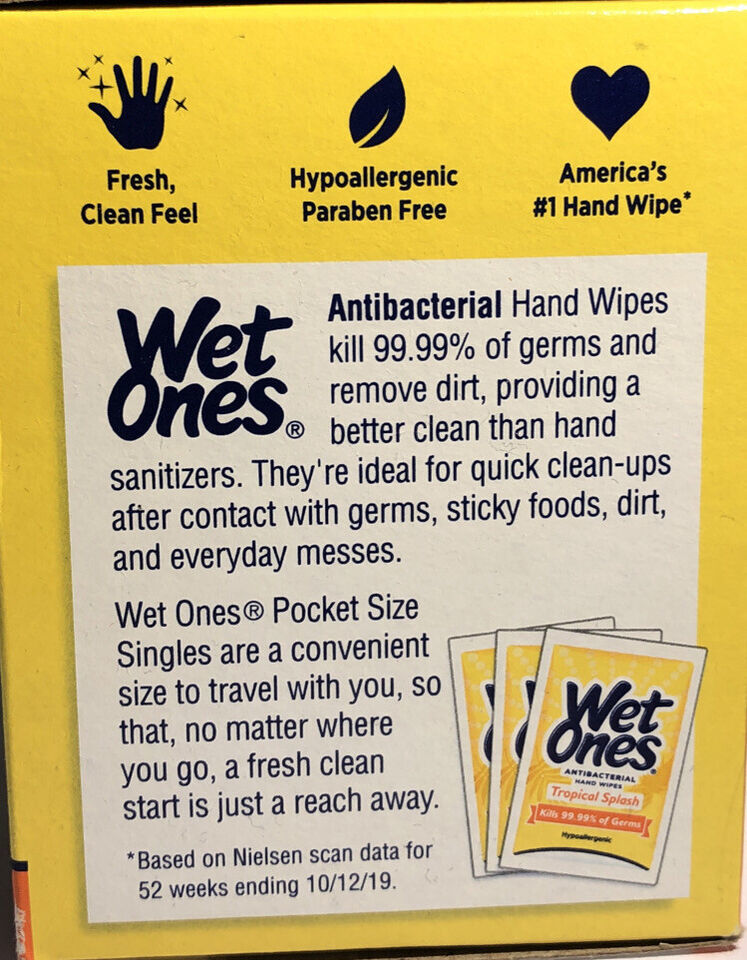 Fresh,
Clean Feel
Hypoallergenic
Paraben Free
America's
#1 Hand Wipe*
Wet
Ones®
Antibacterial Hand Wipes
kill 99.99% of germs and
remove dirt, providing a
better clean than hand
sanitizers. They're ideal for quick clean-ups
after contact with germs, sticky foods, dirt,
and everyday messes.
Wet Ones® Pocket Size
Singles are a convenient
size to travel with you, so
that, no matter where
you go, a fresh clean
start is just a reach away.
*Based on Nielsen scan data for
52 weeks ending 10/12/19.
Wet
Ones®
ANTIBACTERIAL
HAND WIPES
Tropical Splash
Kills 99.99% of Germs
Hypoallergenic